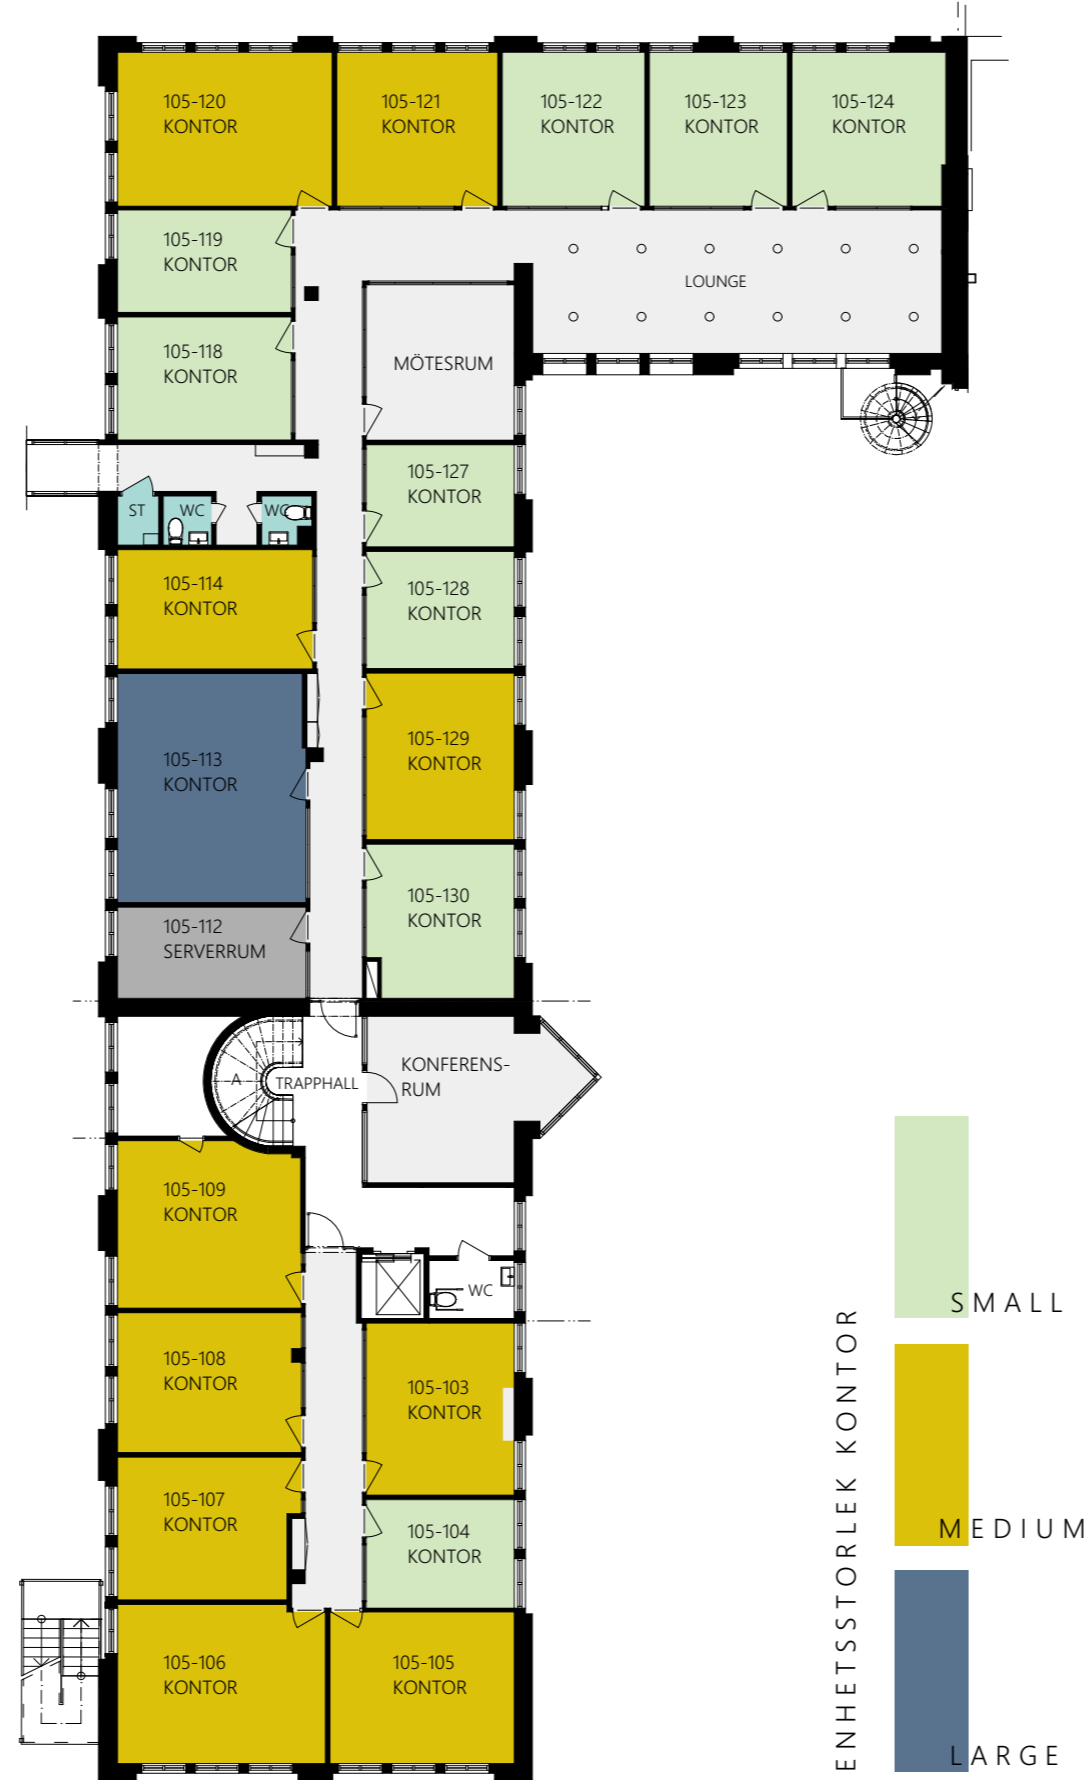 105-120
KONTOR
105-121
KONTOR
105-122
KONTOR
105-123
KONTOR
105-124
KONTOR
105-119
KONTOR
LOUNGE
105-118
KONTOR
MÖTESRUM
105-127
KONTOR
ST
WC
WC
105-114
KONTOR
105-128
KONTOR
105-113
KONTOR
105-129
KONTOR
105-130
KONTOR
105-112
SERVERRUM
A
TRAPPHALL
KONFERENS-
RUM
105-109
KONTOR
WC
105-108
KONTOR
105-103
KONTOR
105-107
KONTOR
105-104
KONTOR
105-106
KONTOR
105-105
KONTOR
ENHETSSTORLEK KONTOR
SMALL
MEDIUM
LARGE